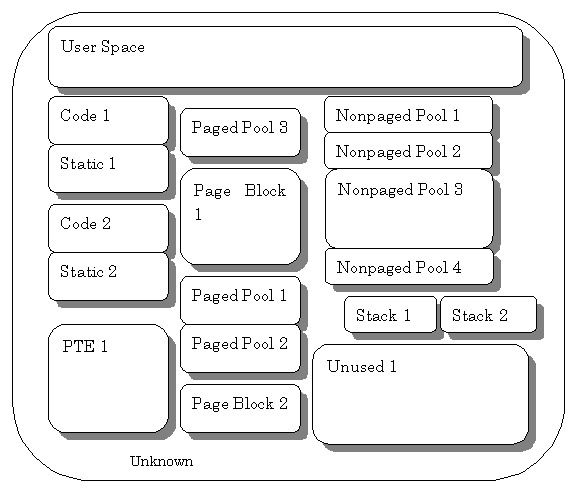 User Space
Code 1
Static 1
Code 2
Static 2
PTE 1
Paged Pool 3
Page Block
1
Paged Pool 1
Paged Pool 2
Page Block 2
Nonpaged Pool 1
Nonpaged Pool 2
Nonpaged Pool 3
Nonpaged Pool 4
Stack 1
Stack 2
Unused 1
Unknown